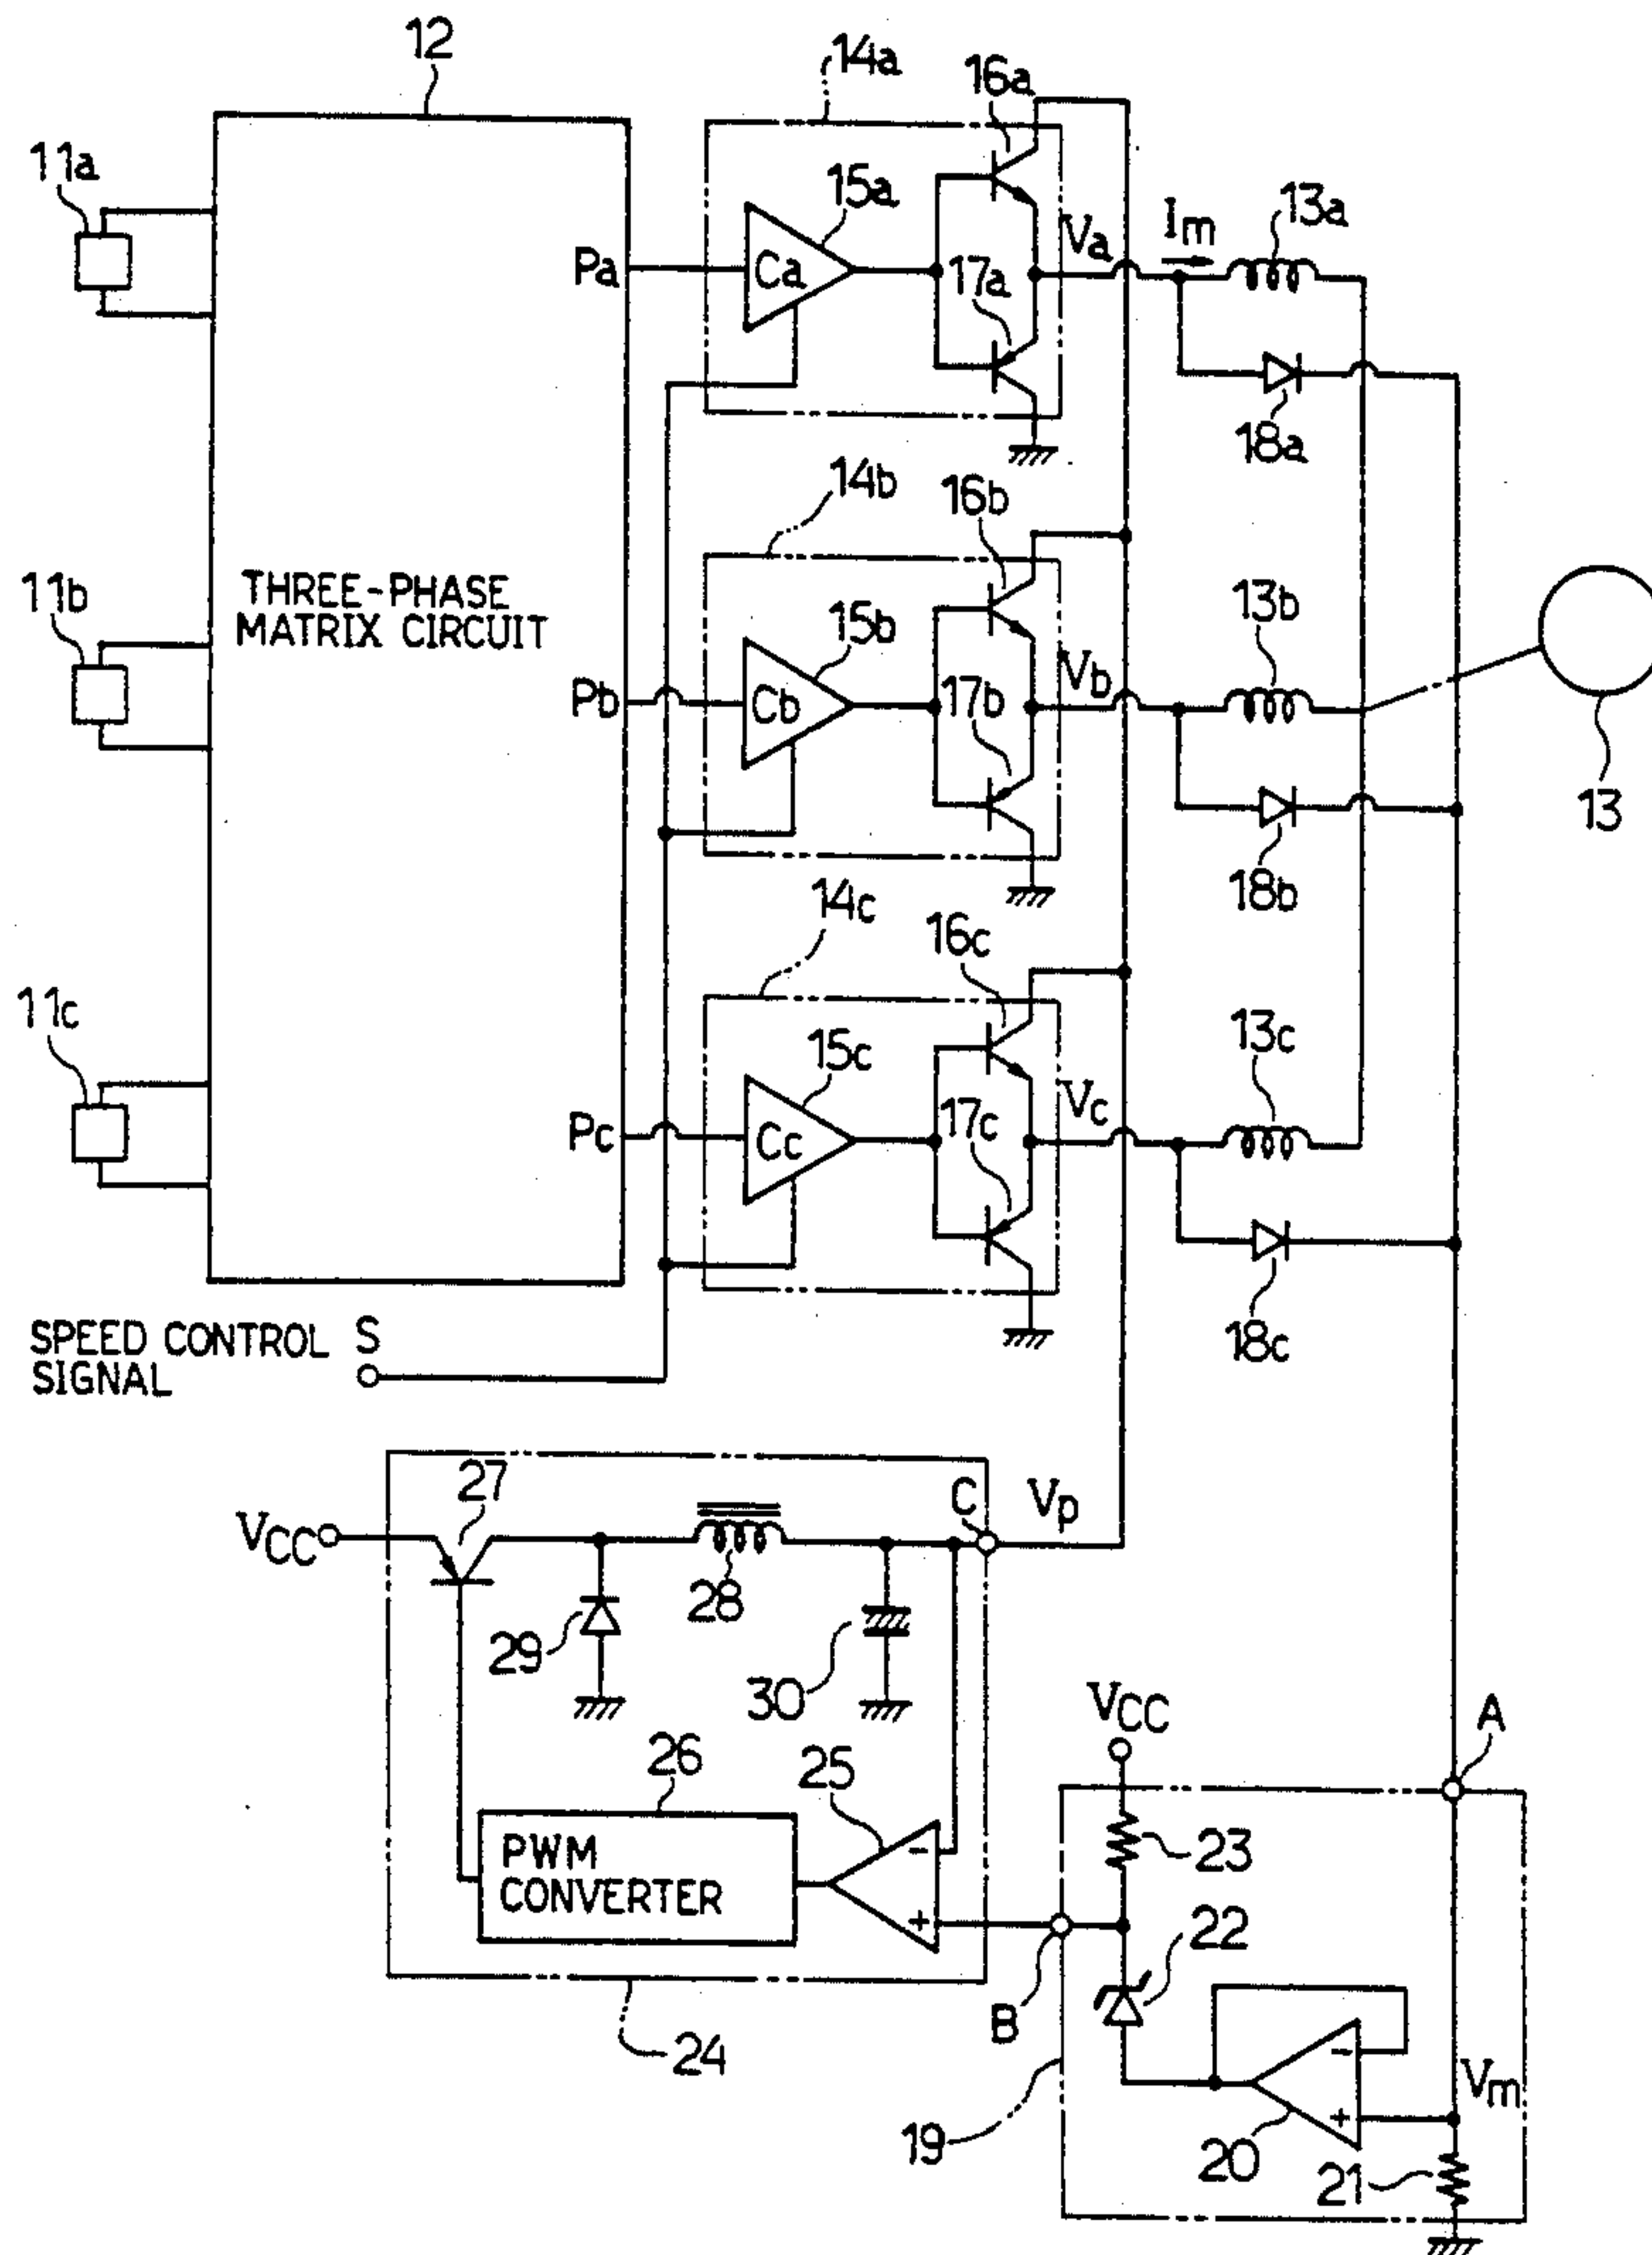 12
14a
16a
11a
15a
13a
Va
Im
Pa
Ca
17a
18a
14b
16b
11b
THREE-PHASE
MATRIX CIRCUIT
15b
13b
Vb
Pb
Cb
17b
13
18b
14c
16c
11c
15c
13c
Vc
Pc
Cc
17c
18c
SPEED CONTROL S
SIGNAL
27
C
Vp
VCC
28
29
30
VCC
A
26
25
PWM
CONVERTER
-
+
23
22
B
24
-
+
Vm
19
20
21